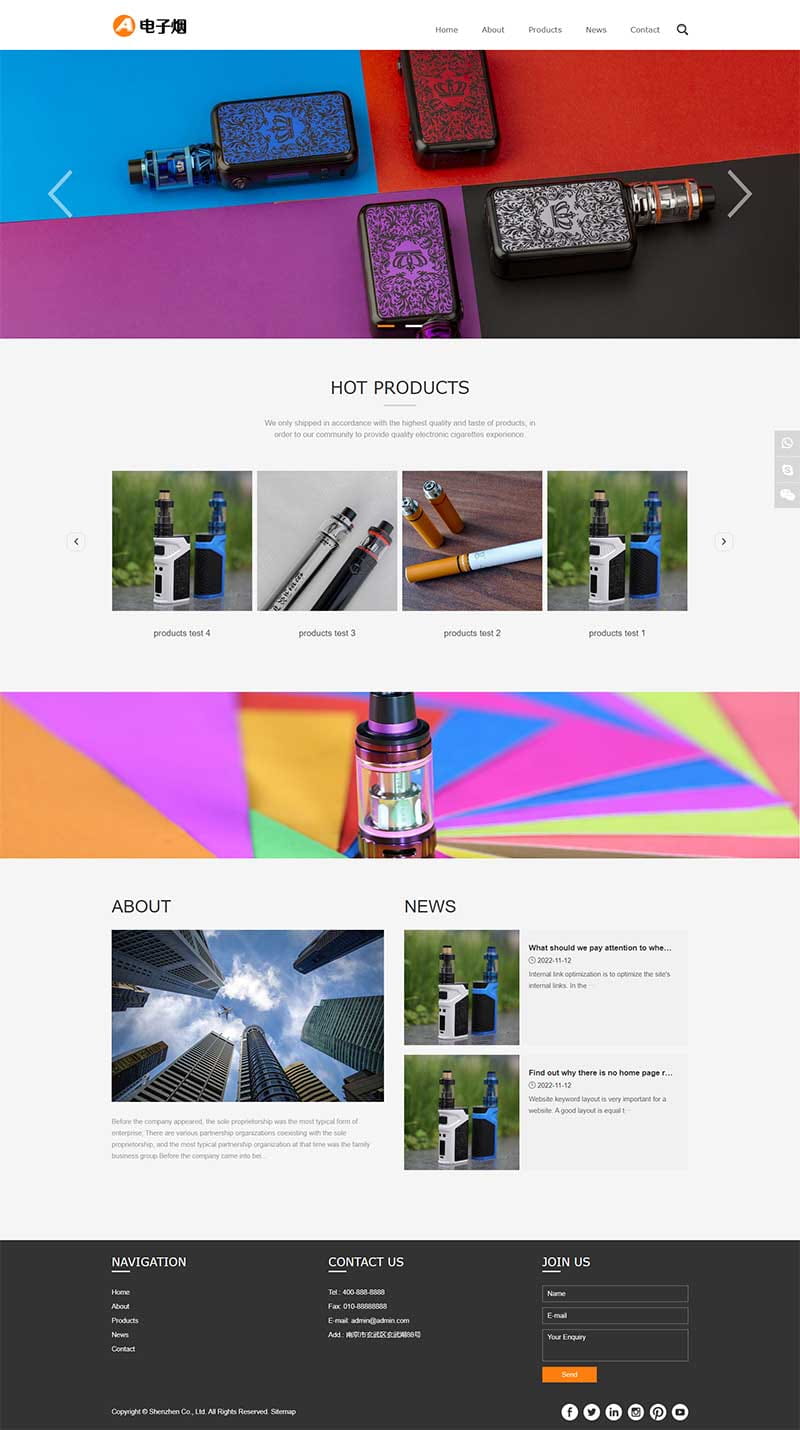 电子烟
Home About Products News Contact
HOT PRODUCTS
We only shipped in accordance with the highest quality and taste of products, in
order to our community to provide quality electronic cigarettes experience.
products test 4
products test 3
products test 2
products test 1
ABOUT
Before the company appeared, the sole proprietorship was the most typical form of
enterprise; There are various partnership organizations coexisting with the sole
proprietorship, and the most typical partnership organization at that time was the family
business group Before the company came into bei...
NEWS
What should we pay attention to whe...
2022-11-12
Internal link optimization is to optimize the site's
internal links. In the ···
Find out why there is no home page r...
2022-11-12
Website keyword layout is very important for a
website. A good layout is equal t···
NAVIGATION
Home
About
Products
News
Contact
CONTACT US
Tel.: 400-888-8888
Fax: 010-88888888
E-mail: admin@admin.com
Add.: 南京市玄武区玄武湖88号
JOIN US
Name
E-mail
Your Enquiry
Send
Copyright © Shenzhen Co., Ltd. All Rights Reserved. Sitemap